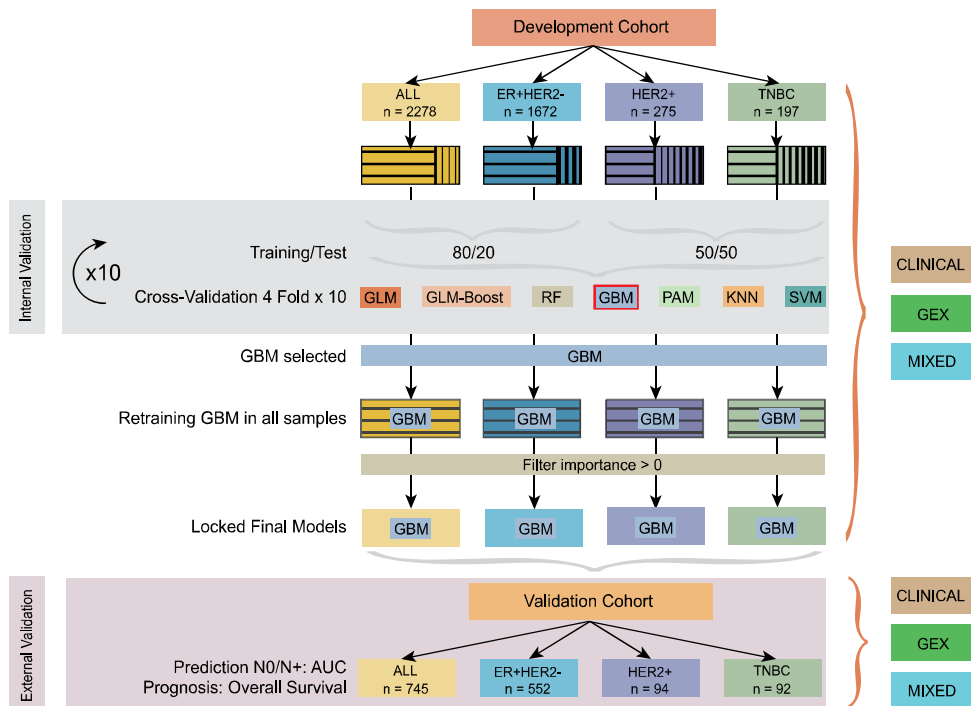 Development Cohort
ALL
n = 2278
ER+HER2-
n = 1672
HER2+
n = 275
TNBC
n = 197
Internal Validation
x10
Training/Test
80/20
50/50
Cross-Validation 4 Fold x 10
GLM
GLM-Boost
RF
GBM
PAM
KNN
SVM
CLINICAL
GEX
MIXED
GBM selected
GBM
Retraining GBM in all samples
GBM
GBM
GBM
GBM
Filter importance > 0
Locked Final Models
GBM
GBM
GBM
GBM
External Validation
Validation Cohort
Prediction N0/N+: AUC
Prognosis: Overall Survival
ALL
n = 745
ER+HER2-
n = 552
HER2+
n = 94
TNBC
n = 92
CLINICAL
GEX
MIXED